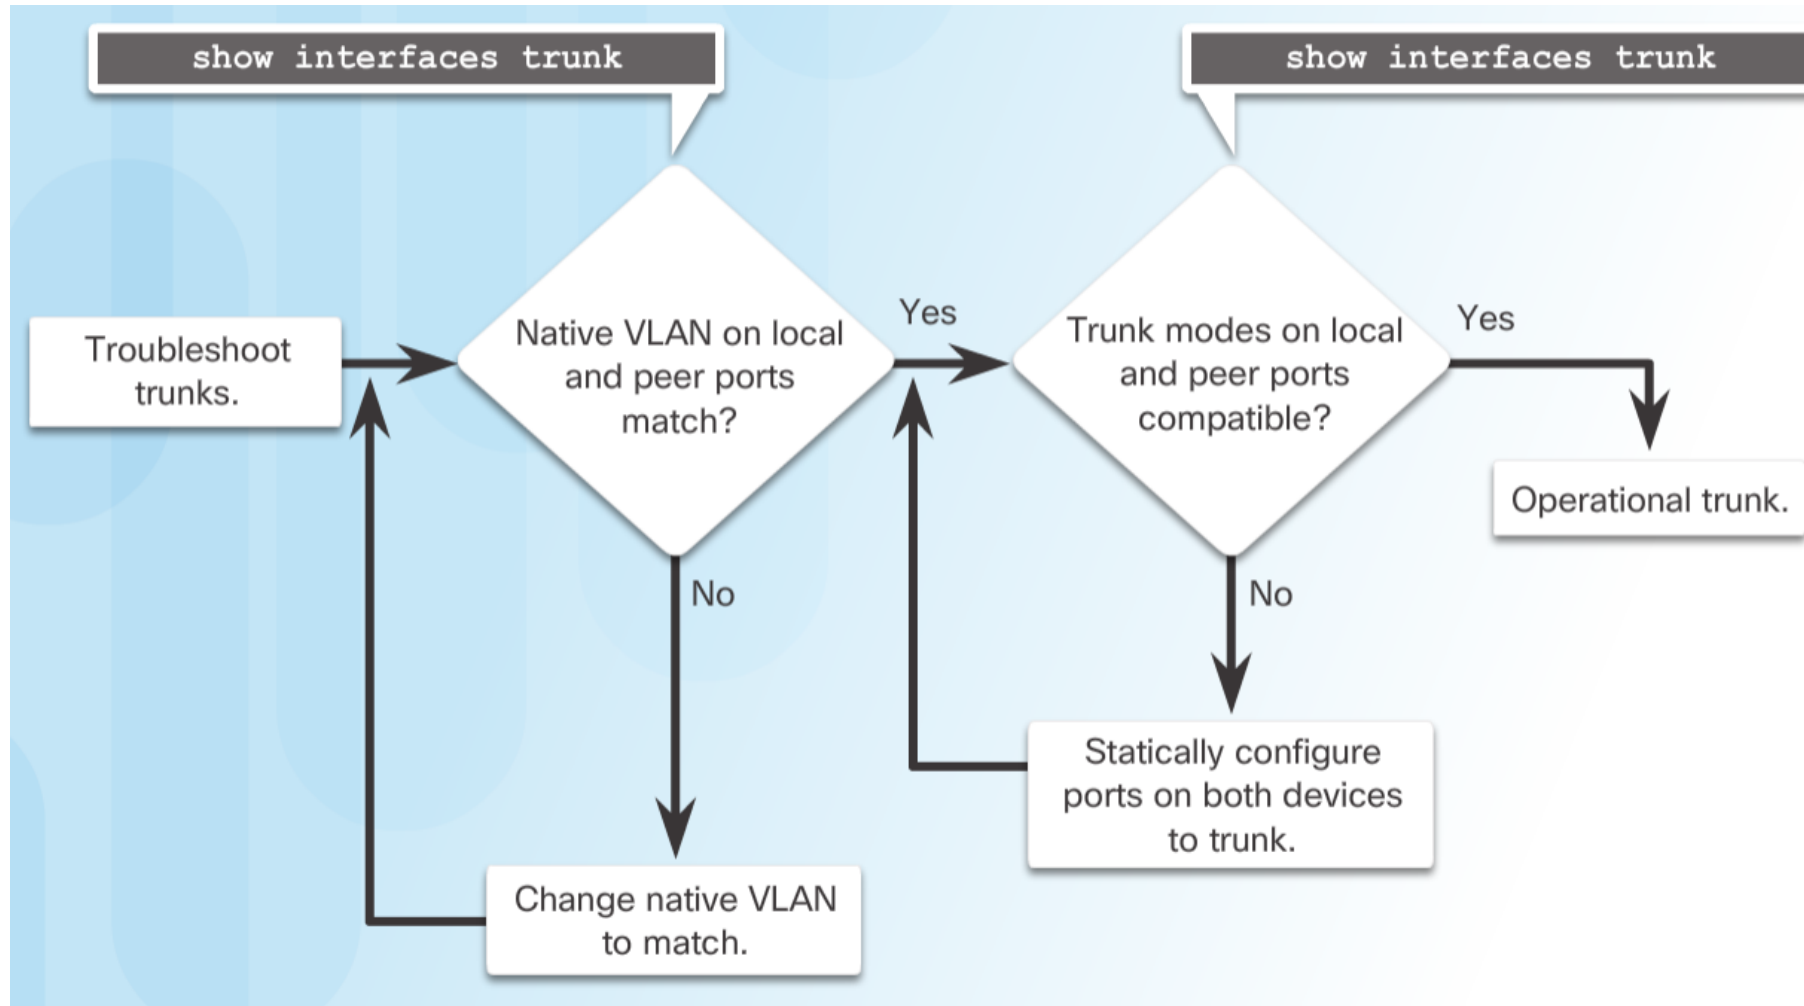 show interfaces trunk
show interfaces trunk
Troubleshoot
trunks.
Native VLAN on local
and peer ports
match?
Yes
Trunk modes on local
and peer ports
compatible?
Yes
Operational trunk.
No
No
Statically configure
ports on both devices
to trunk.
Change native VLAN
to match.